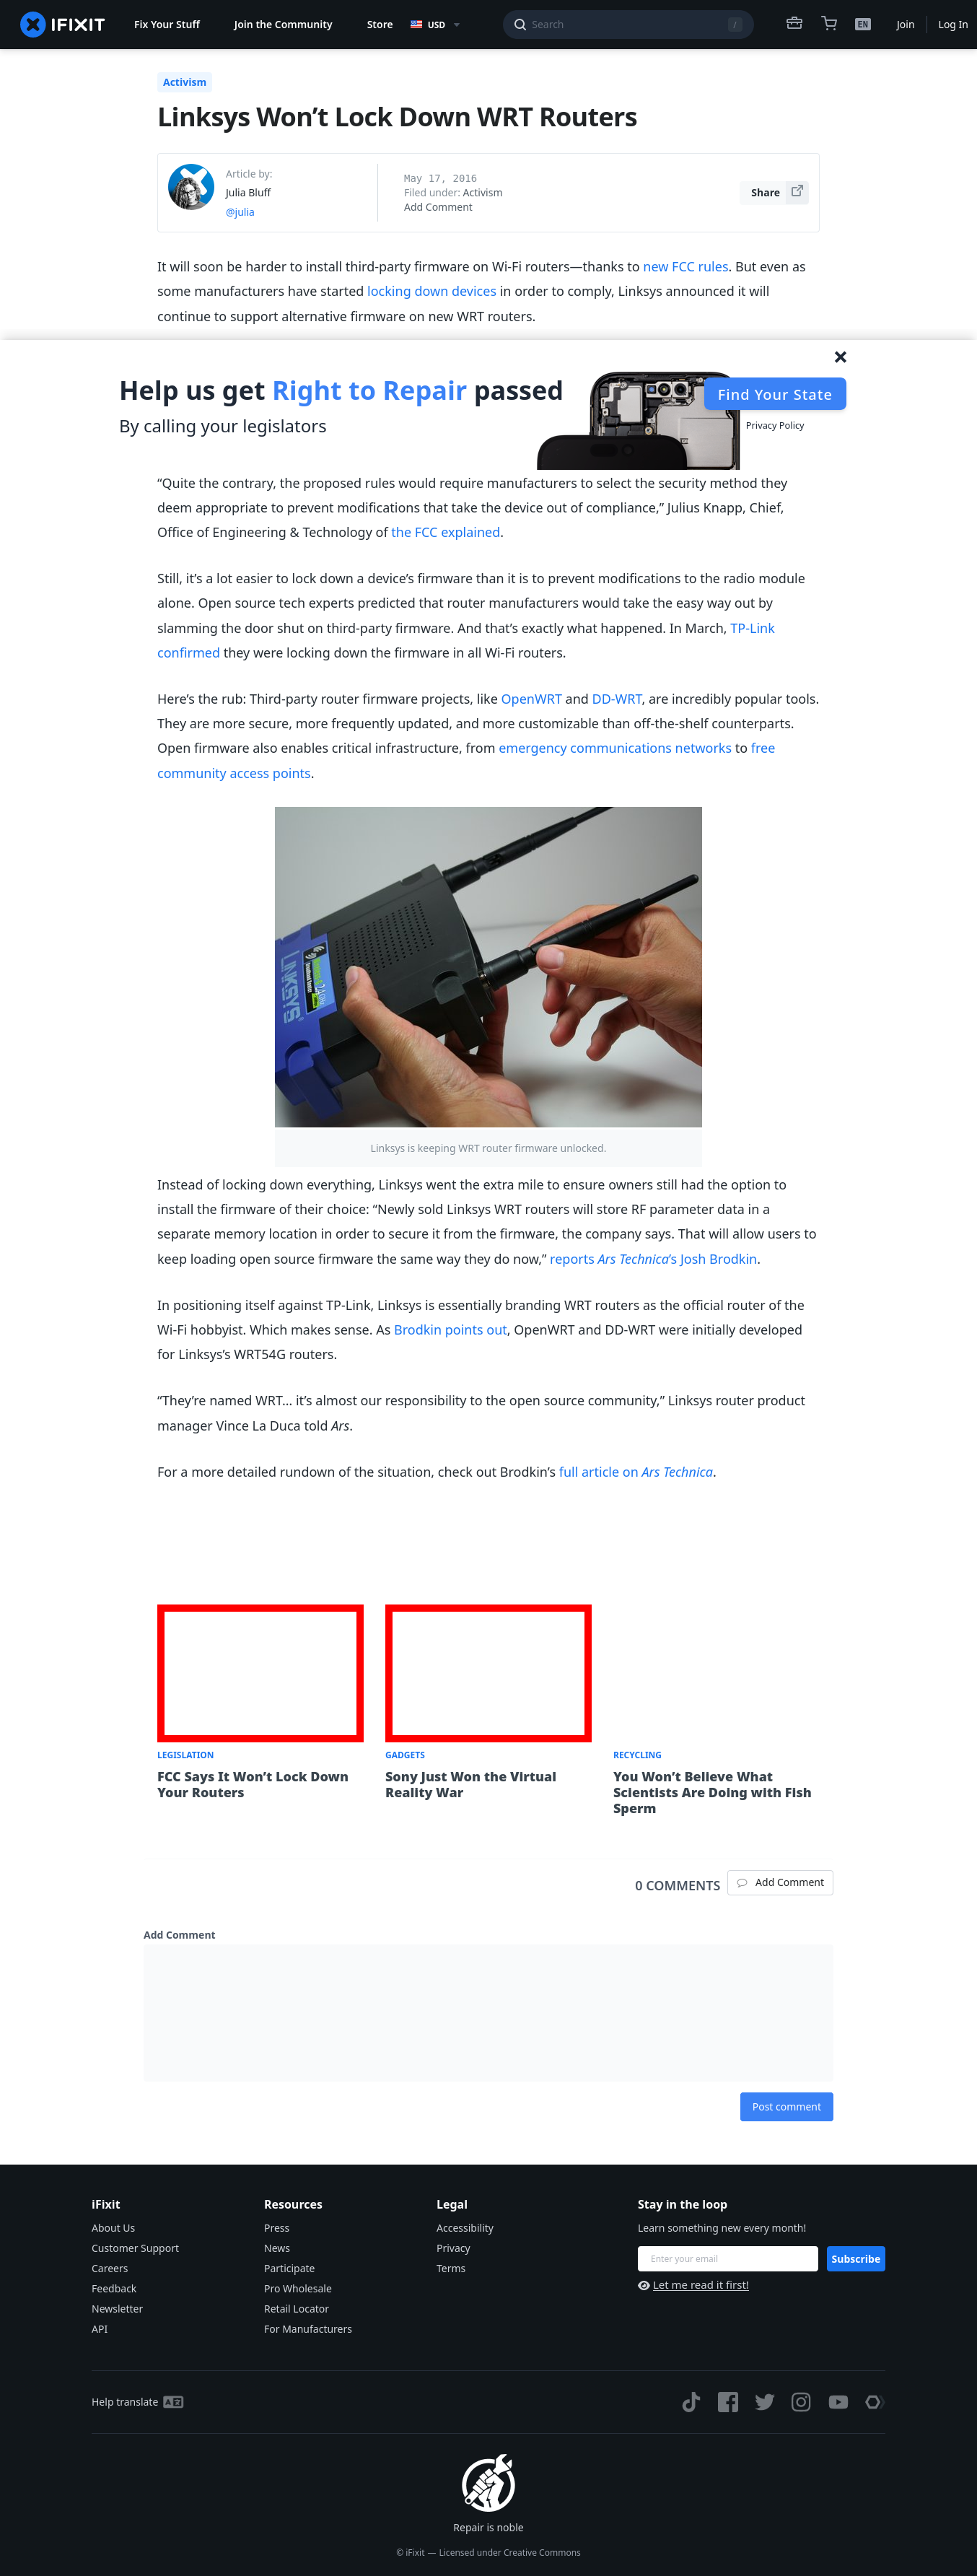 IFIXIT Fix Your Stuff Join the Community Store USD Search / EN Join Log In
Activism
Linksys Won’t Lock Down WRT Routers
Article by:
Julia Bluff
@julia
May 17, 2016
Filed under: Activism
Add Comment
Share
It will soon be harder to install third-party firmware on Wi-Fi routers—thanks to new FCC rules. But even as
some manufacturers have started locking down devices in order to comply, Linksys announced it will
continue to support alternative firmware on new WRT routers.
Help us get Right to Repair passed
By calling your legislators
Find Your State
Privacy Policy
“Quite the contrary, the proposed rules would require manufacturers to select the security method they
deem appropriate to prevent modifications that take the device out of compliance,” Julius Knapp, Chief,
Office of Engineering & Technology of the FCC explained.
Still, it’s a lot easier to lock down a device’s firmware than it is to prevent modifications to the radio module
alone. Open source tech experts predicted that router manufacturers would take the easy way out by
slamming the door shut on third-party firmware. And that’s exactly what happened. In March, TP-Link
confirmed they were locking down the firmware in all Wi-Fi routers.
Here’s the rub: Third-party router firmware projects, like OpenWRT and DD-WRT, are incredibly popular tools.
They are more secure, more frequently updated, and more customizable than off-the-shelf counterparts.
Open firmware also enables critical infrastructure, from emergency communications networks to free
community access points.
LINKSYS
Linksys is keeping WRT router firmware unlocked.
Instead of locking down everything, Linksys went the extra mile to ensure owners still had the option to
install the firmware of their choice: “Newly sold Linksys WRT routers will store RF parameter data in a
separate memory location in order to secure it from the firmware, the company says. That will allow users to
keep loading open source firmware the same way they do now,” reports Ars Technica’s Josh Brodkin.
In positioning itself against TP-Link, Linksys is essentially branding WRT routers as the official router of the
Wi-Fi hobbyist. Which makes sense. As Brodkin points out, OpenWRT and DD-WRT were initially developed
for Linksys’s WRT54G routers.
“They’re named WRT… it’s almost our responsibility to the open source community,” Linksys router product
manager Vince La Duca told Ars.
For a more detailed rundown of the situation, check out Brodkin’s full article on Ars Technica.
LEGISLATION
FCC Says It Won’t Lock Down
Your Routers
GADGETS
Sony Just Won the Virtual
Reality War
RECYCLING
You Won’t Believe What
Scientists Are Doing with Fish
Sperm
0 COMMENTS Add Comment
Add Comment
Post comment
iFixit
About Us
Customer Support
Careers
Feedback
Newsletter
API
Resources
Press
News
Participate
Pro Wholesale
Retail Locator
For Manufacturers
Legal
Accessibility
Privacy
Terms
Stay in the loop
Learn something new every month!
Enter your email Subscribe
Let me read it first!
Help translate
Repair is noble
© iFixit — Licensed under Creative Commons